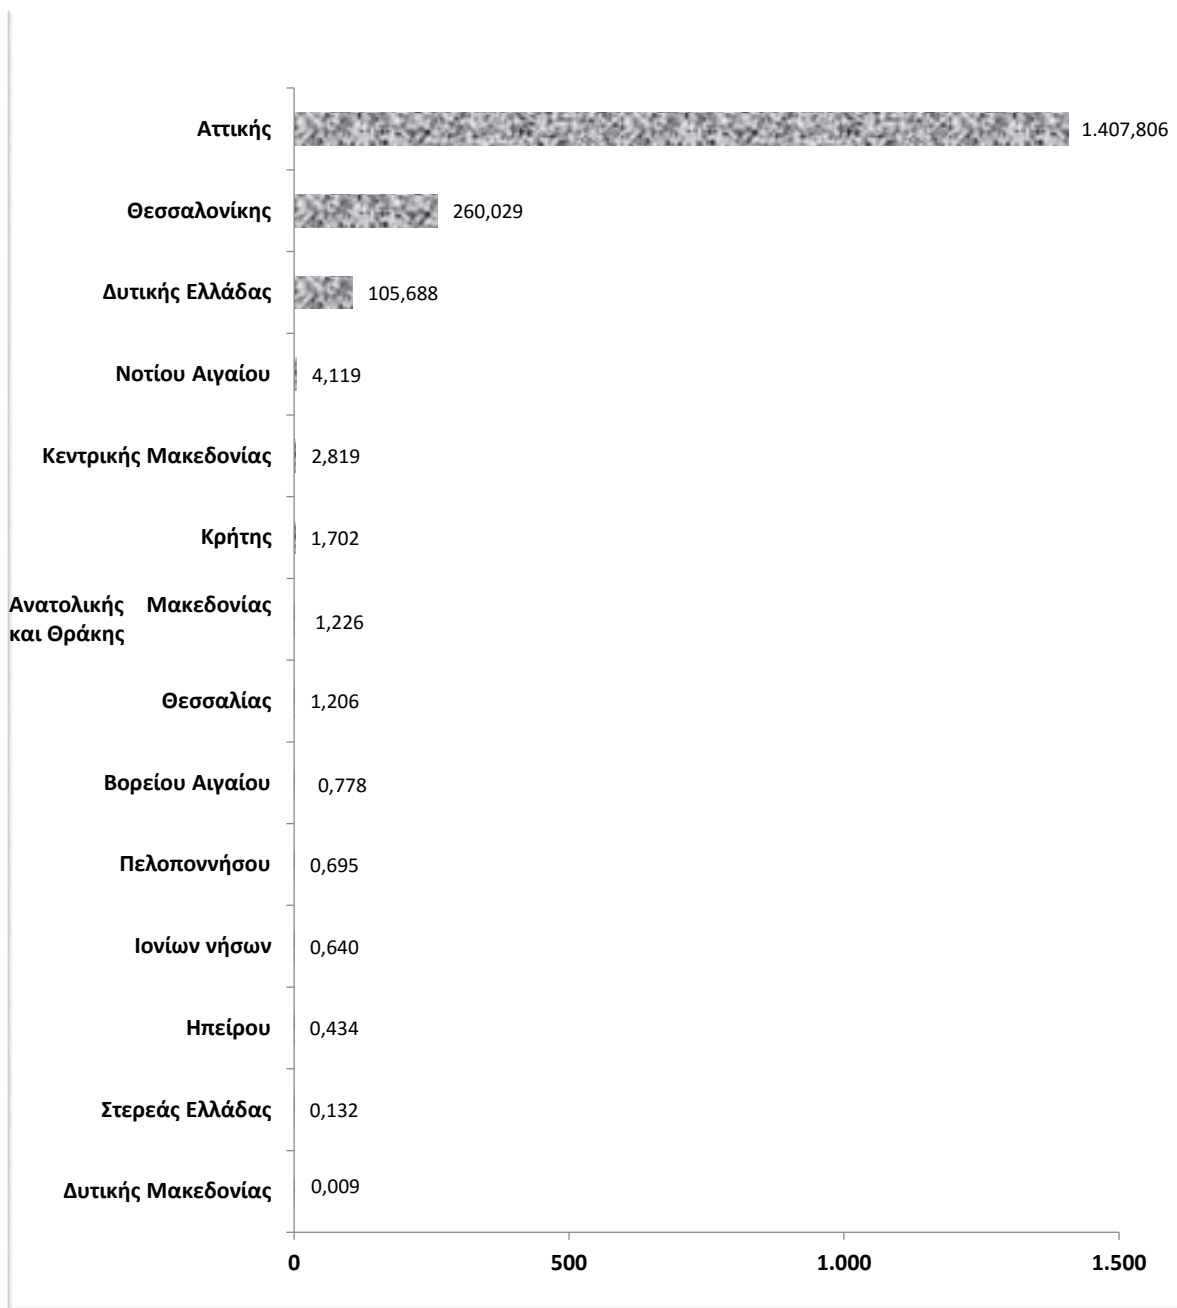 Αττικής 1.407,806
Θεσσαλονίκης 260,029
Δυτικής Ελλάδας 105,688
Νοτίου Αιγαίου 4,119
Κεντρικής Μακεδονίας 2,819
Κρήτης 1,702
Ανατολικής Μακεδονίας
και Θράκης 1,226
Θεσσαλίας 1,206
Βορείου Αιγαίου 0,778
Πελοποννήσου 0,695
Ιονίων νήσων 0,640
Ηπείρου 0,434
Στερεάς Ελλάδας 0,132
Δυτικής Μακεδονίας 0,009
0 500 1.000 1.500